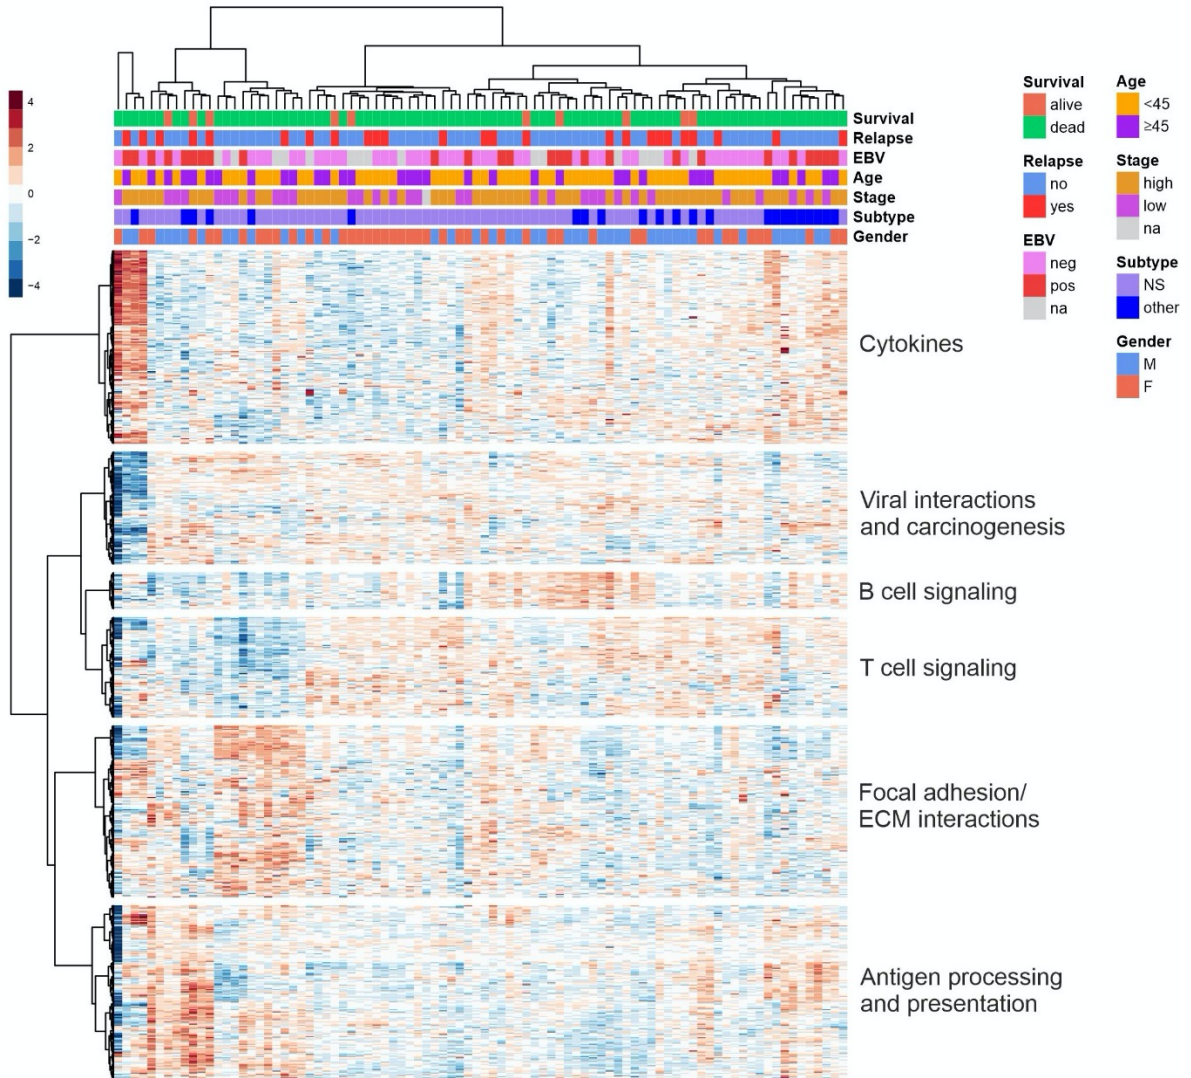 4
2
0
−2
−4
Survival
Relapse
EBV
Age
Stage
Subtype
Gender
Cytokines
Viral interactions
and carcinogenesis
B cell signaling
T cell signaling
Focal adhesion/
ECM interactions
Antigen processing
and presentation
Survival
alive
dead
Relapse
no
yes
EBV
neg
pos
na
Age
<45
≥45
Stage
high
low
na
Subtype
NS
other
Gender
M
F